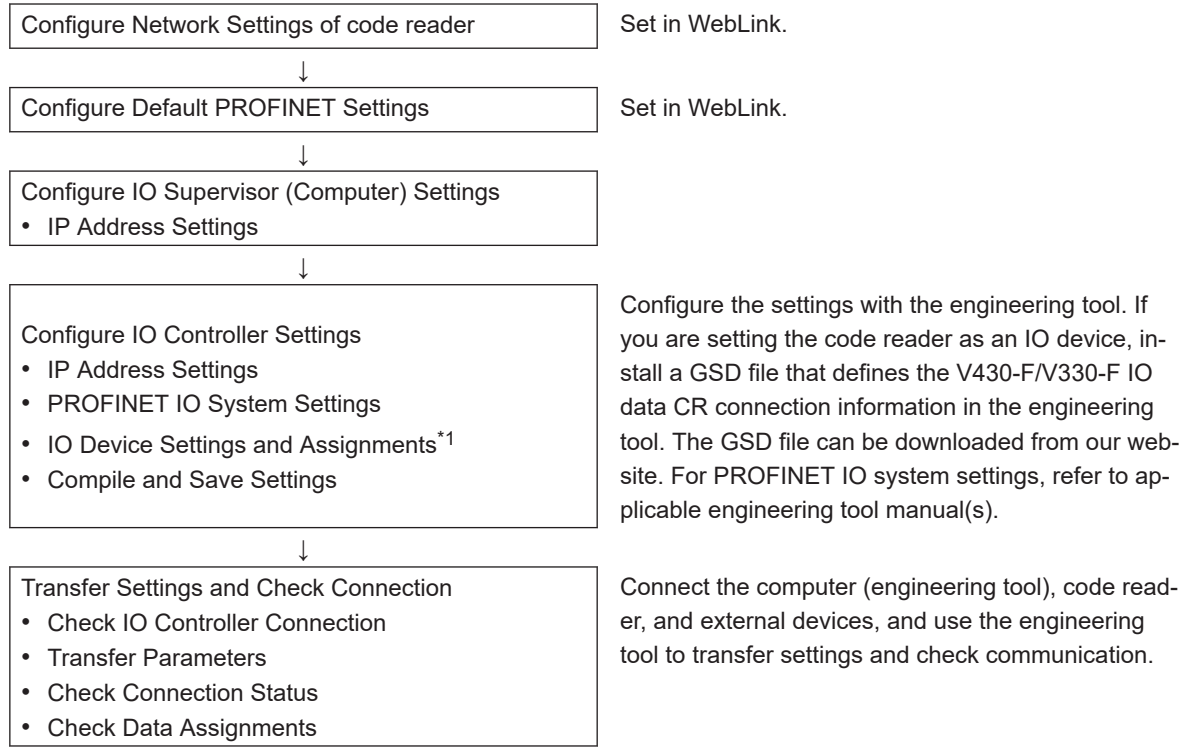 Configure Network Settings of code reader
Set in WebLink.
↓
Configure Default PROFINET Settings
Set in WebLink.
↓
Configure IO Supervisor (Computer) Settings
• IP Address Settings
↓
Configure IO Controller Settings
• IP Address Settings
• PROFINET IO System Settings
• IO Device Settings and Assignments*1
• Compile and Save Settings
Configure the settings with the engineering tool. If
you are setting the code reader as an IO device, in-
stall a GSD file that defines the V430-F/V330-F IO
data CR connection information in the engineering
tool. The GSD file can be downloaded from our web-
site. For PROFINET IO system settings, refer to ap-
plicable engineering tool manual(s).
↓
Transfer Settings and Check Connection
• Check IO Controller Connection
• Transfer Parameters
• Check Connection Status
• Check Data Assignments
Connect the computer (engineering tool), code read-
er, and external devices, and use the engineering
tool to transfer settings and check communication.